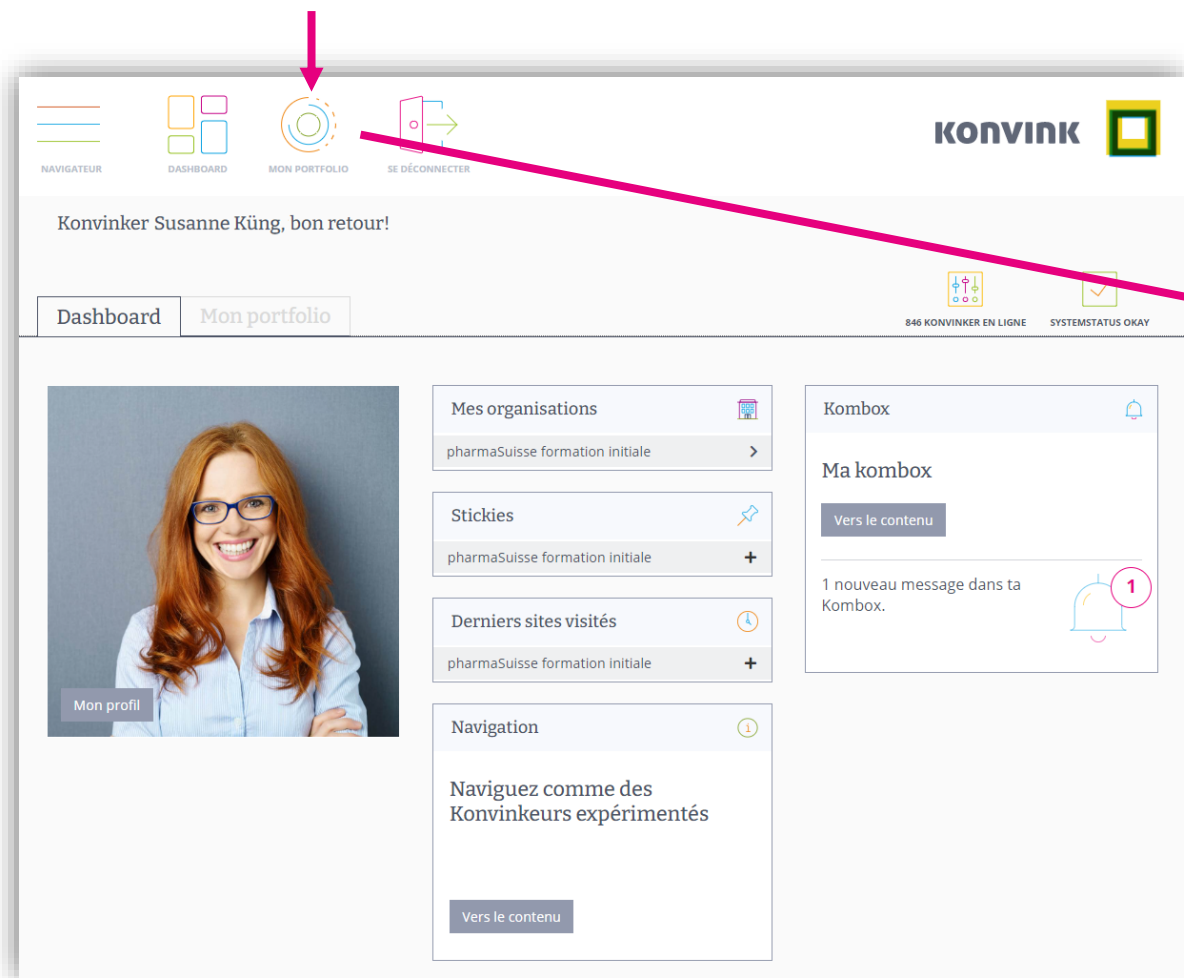 NAVIGATEUR
DASHBOARD
MON PORTFOLIO
SE DÉCONNECTER
KONVINK
Konvinker Susanne Küng, bon retour!
Dashboard
Mon portfolio
846 KONVINKER EN LIGNE
SYSTEMSTATUS OKAY
Mon profil
Mes organisations
pharmaSuisse formation initiale
Stickies
pharmaSuisse formation initiale
Derniers sites visités
pharmaSuisse formation initiale
Navigation
Naviguez comme des
Konvinkeurs expérimentés
Vers le contenu
Kombox
Ma kombox
Vers le contenu
1 nouveau message dans ta
Kombox.
1